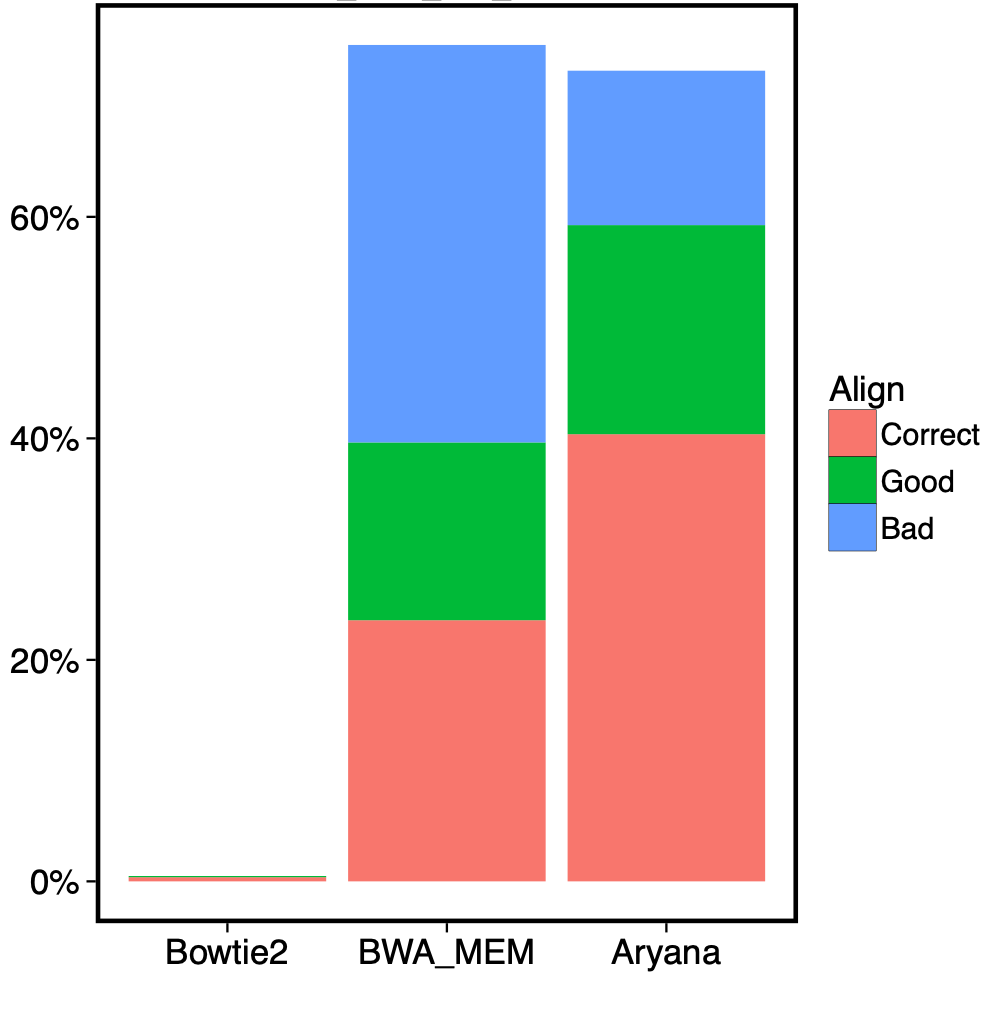 60%
40%
20%
0%
Bowtie2 BWA_MEM Aryana
Align
Correct
Good
Bad